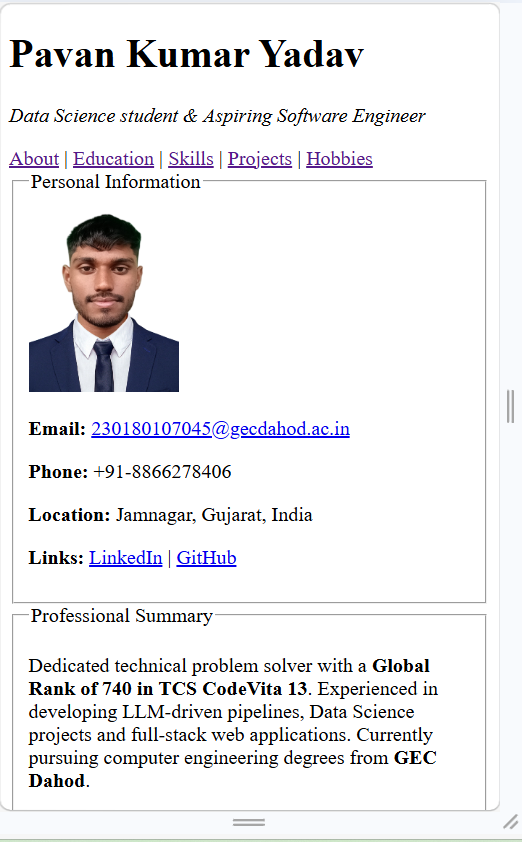 Pavan Kumar Yadav
Data Science student & Aspiring Software Engineer
About | Education | Skills | Projects | Hobbies
Personal Information
Email: 230180107045@gecdahod.ac.in
Phone: +91-8866278406
Location: Jamnagar, Gujarat, India
Links: LinkedIn | GitHub
Professional Summary
Dedicated technical problem solver with a Global
Rank of 740 in TCS CodeVita 13. Experienced in
developing LLM-driven pipelines, Data Science
projects and full-stack web applications. Currently
pursuing computer engineering degrees from GEC
Dahod.